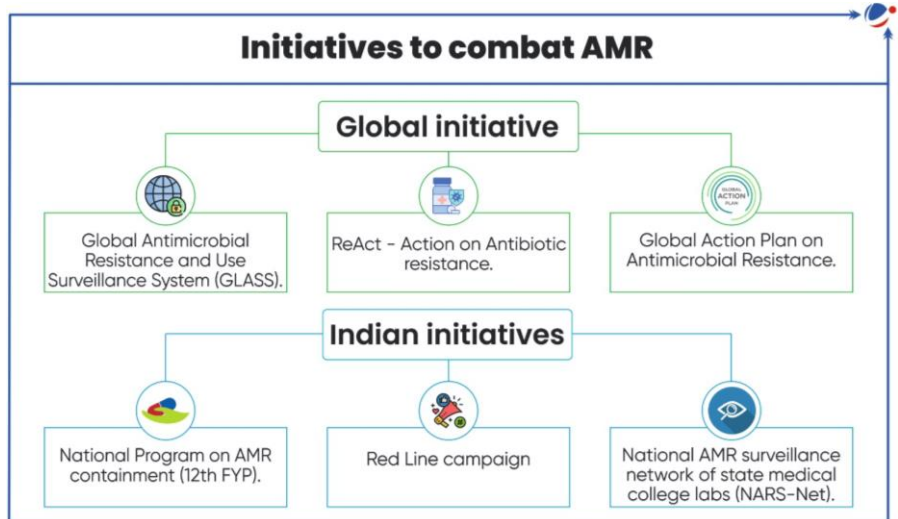 Initiatives to combat AMR
Global initiative
Global Antimicrobial
Resistance and Use
Surveillance System (GLASS).
ReAct - Action on Antibiotic
resistance.
GLOBAL
ACTION
PLAN
Global Action Plan on
Antimicrobial Resistance.
Indian initiatives
National Program on AMR
containment (12th FYP).
Red Line campaign
National AMR surveillance
network of state medical
college labs (NARS-Net).